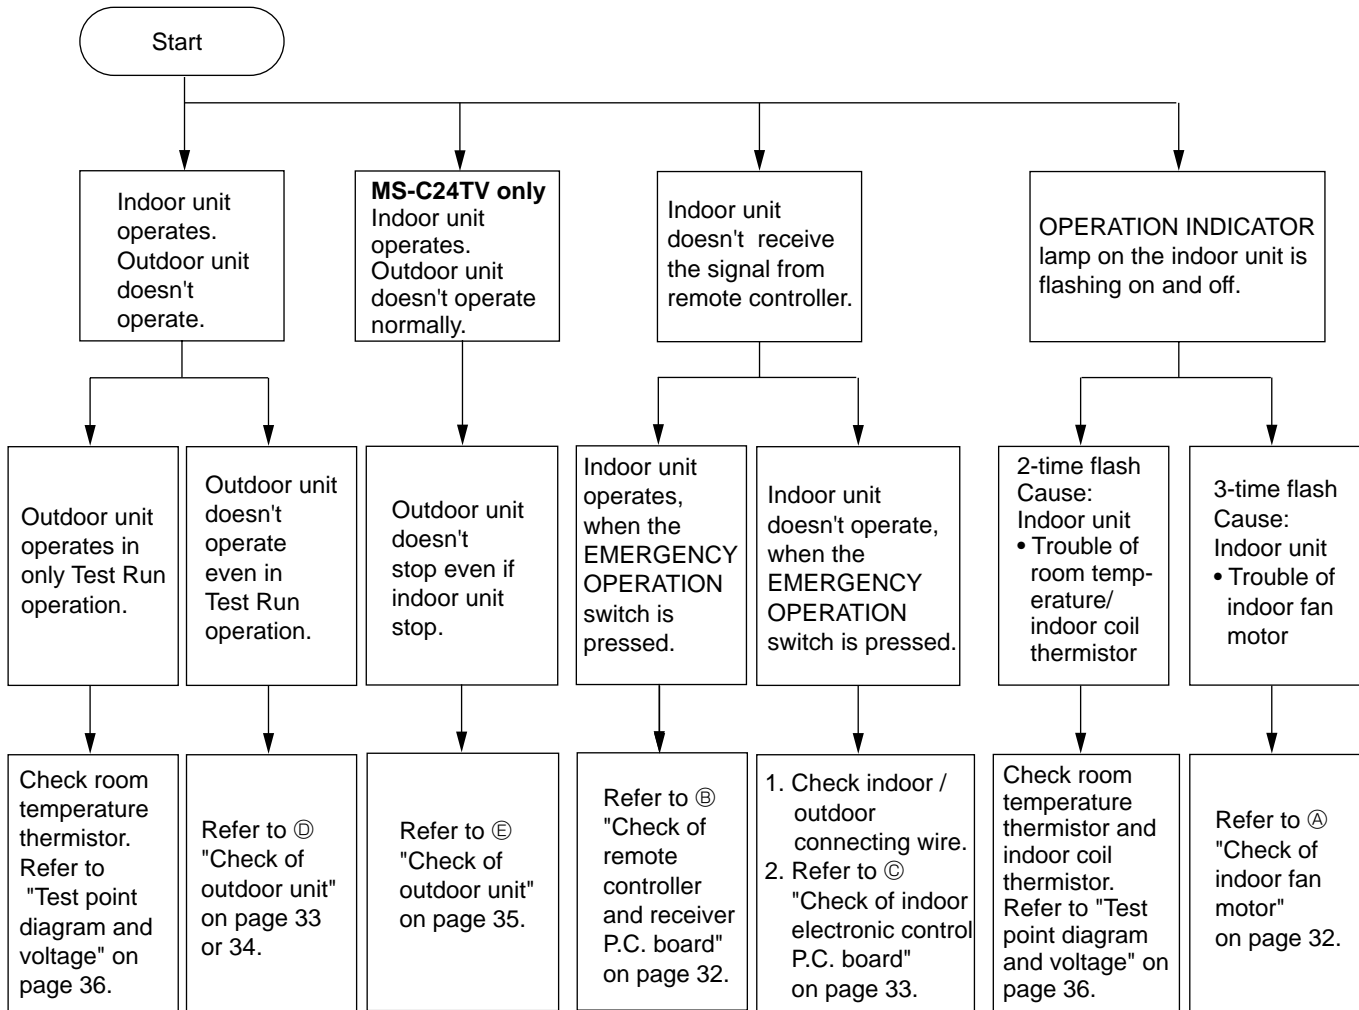 Start
Indoor unit
operates.
Outdoor unit
doesn't
operate.
MS-C24TV only
Indoor unit
operates.
Outdoor unit
doesn't operate
normally.
Indoor unit
doesn't receive
the signal from
remote controller.
OPERATION INDICATOR
lamp on the indoor unit is
flashing on and off.
Outdoor unit
operates in
only Test Run
operation.
Outdoor unit
doesn't
operate
even in
Test Run
operation.
Outdoor unit
doesn't
stop even if
indoor unit
stop.
Indoor unit
operates,
when the
EMERGENCY
OPERATION
switch is
pressed.
Indoor unit
doesn't operate,
when the
EMERGENCY
OPERATION
switch is pressed.
2-time flash
Cause:
Indoor unit
• Trouble of
room temp-
erature/
indoor coil
thermistor
3-time flash
Cause:
Indoor unit
• Trouble of
indoor fan
motor
Check room
temperature
thermistor.
Refer to
"Test point
diagram and
voltage" on
page 36.
Refer to Ⓓ
"Check of
outdoor unit"
on page 33
or 34.
Refer to Ⓔ
"Check of
outdoor unit"
on page 35.
Refer to Ⓑ
"Check of
remote
controller
and receiver
P.C. board"
on page 32.
1. Check indoor /
outdoor
connecting wire.
2. Refer to Ⓒ
"Check of indoor
electronic control
P.C. board"
on page 33.
Check room
temperature
thermistor and
indoor coil
thermistor.
Refer to "Test
point diagram
and voltage" on
page 36.
Refer to Ⓐ
"Check of
indoor fan
motor"
on page 32.